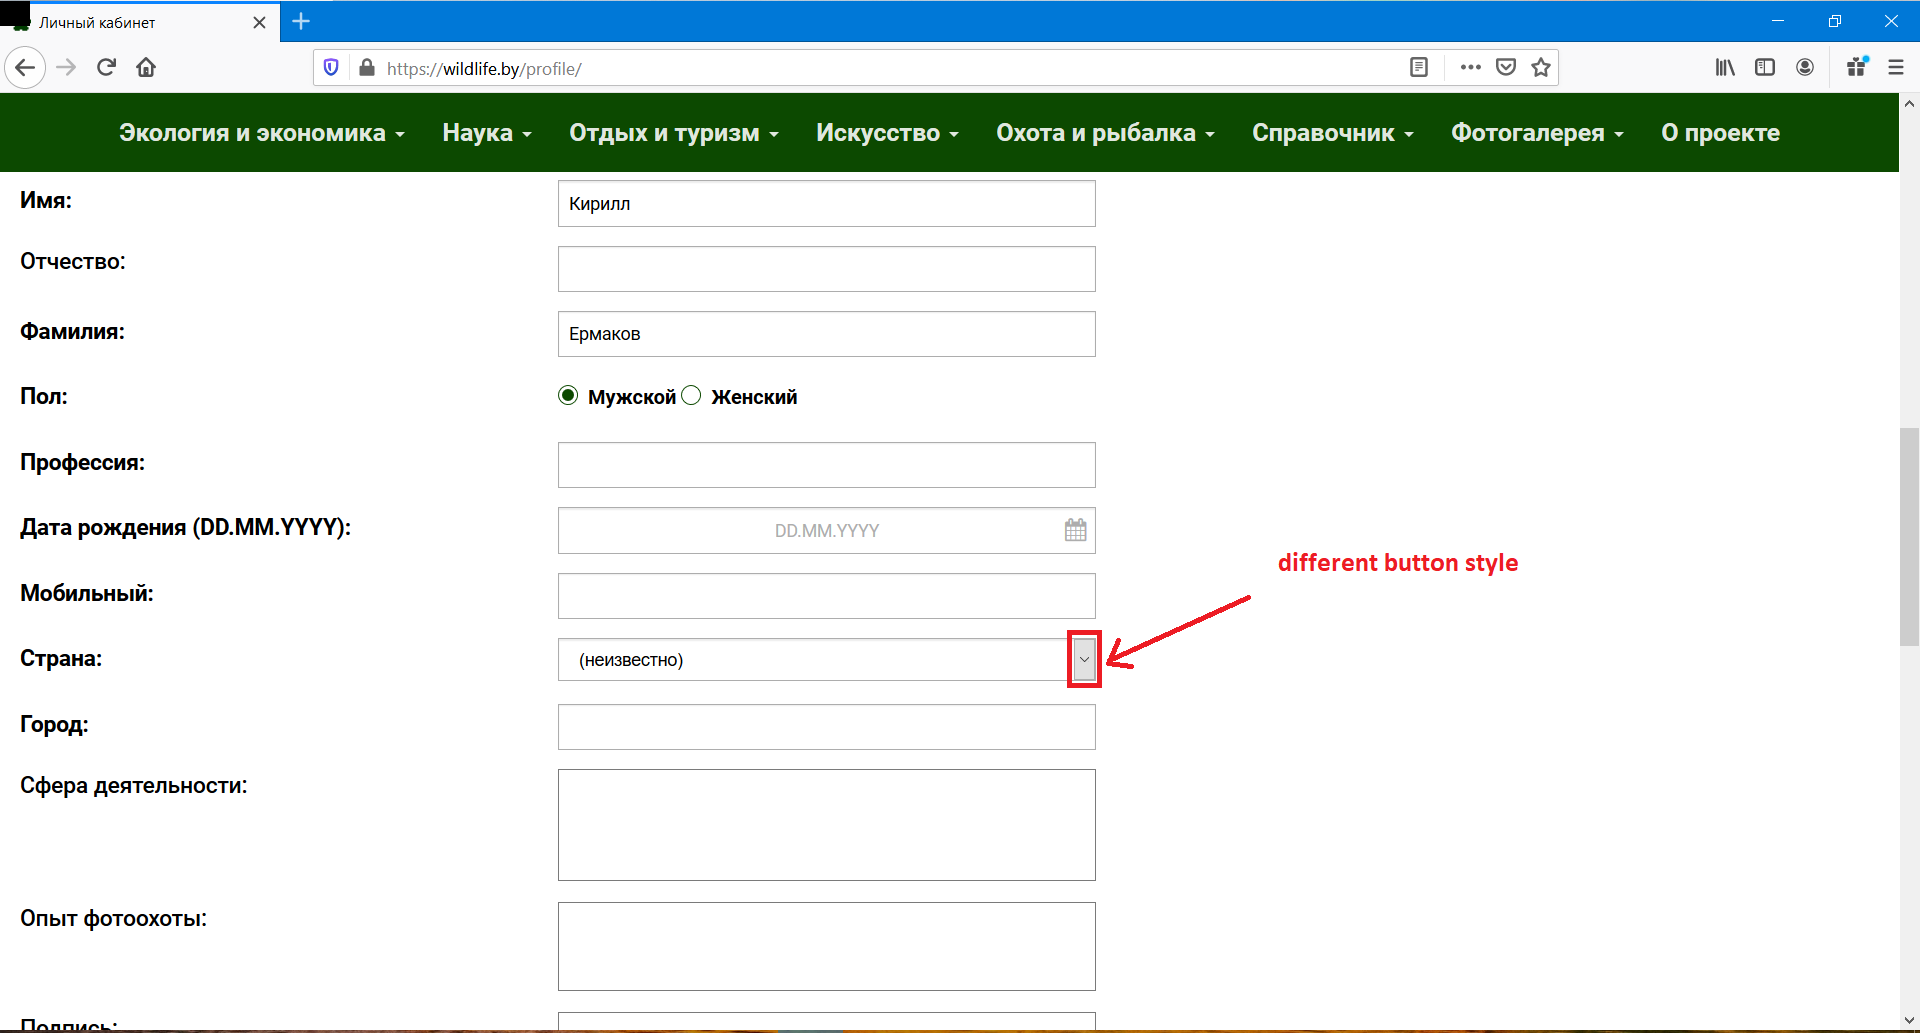 Личный кабинет
https://wildlife.by/profile/
Экология и экономика Наука Отдых и туризм Искусство Охота и рыбалка Справочник Фотогалерея О проекте
Имя: Кирилл
Отчество:
Фамилия: Ермаков
Пол: Мужской Женский
Профессия:
Дата рождения (DD.MM.YYYY): DD.MM.YYYY
different button style
Мобильный:
Страна: (неизвестно)
Город:
Сфера деятельности:
Опыт фотоохоты:
Подпись: